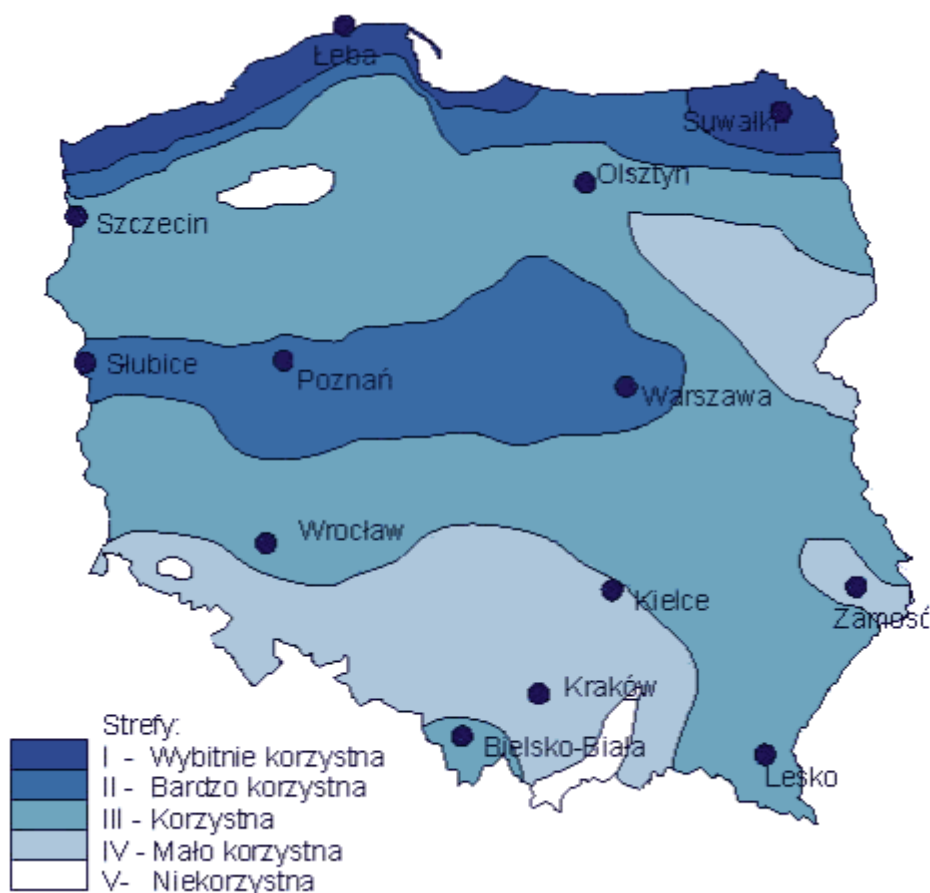 Łeba
Suwałki
Olsztyn
Szczecin
Słubice
Poznań
Warszawa
Wrocław
Kielce
Zamość
Kraków
Bielsko-Biała
Lesko
Strefy:
I - Wybitnie korzystna
II - Bardzo korzystna
III - Korzystna
IV - Mało korzystna
V- Niekorzystna